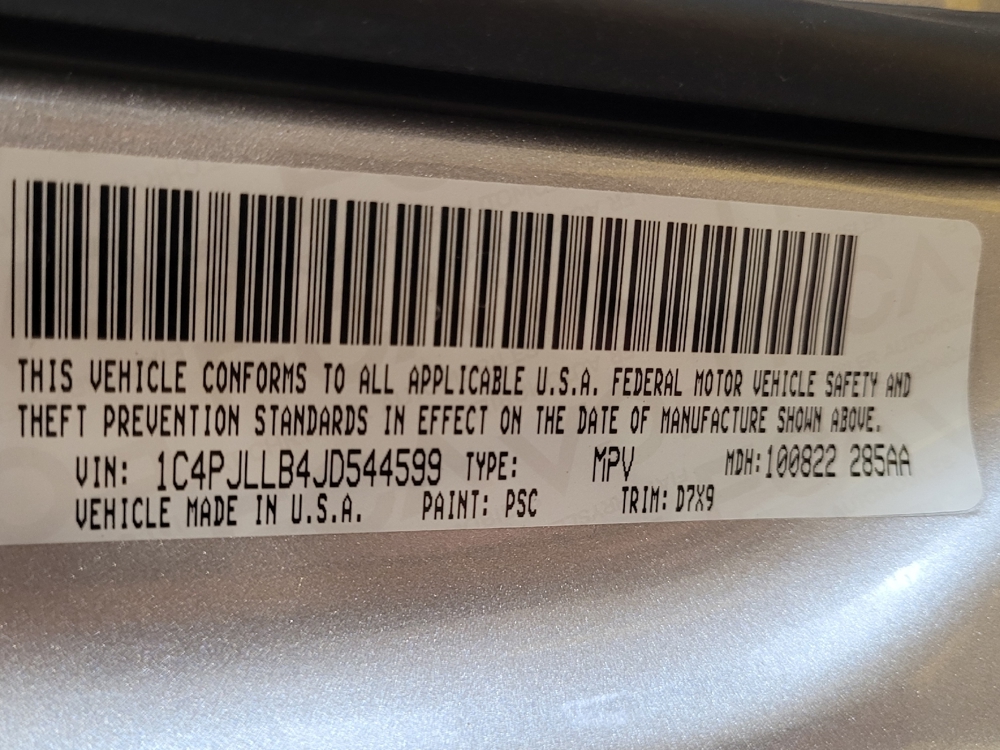 THIS VEHICLE CONFORMS TO ALL APPLICABLE U.S.A. FEDERAL MOTOR VEHICLE SAFETY AND
THEFT PREVENTION STANDARDS IN EFFECT ON THE DATE OF MANUFACTURE SHOWN ABOVE.
VIN: 1C4PJLLB4JD544599 TYPE: MPV MDH:100822 285AA
VEHICLE MADE IN U.S.A. PAINT: PSC TRIM: D7X9